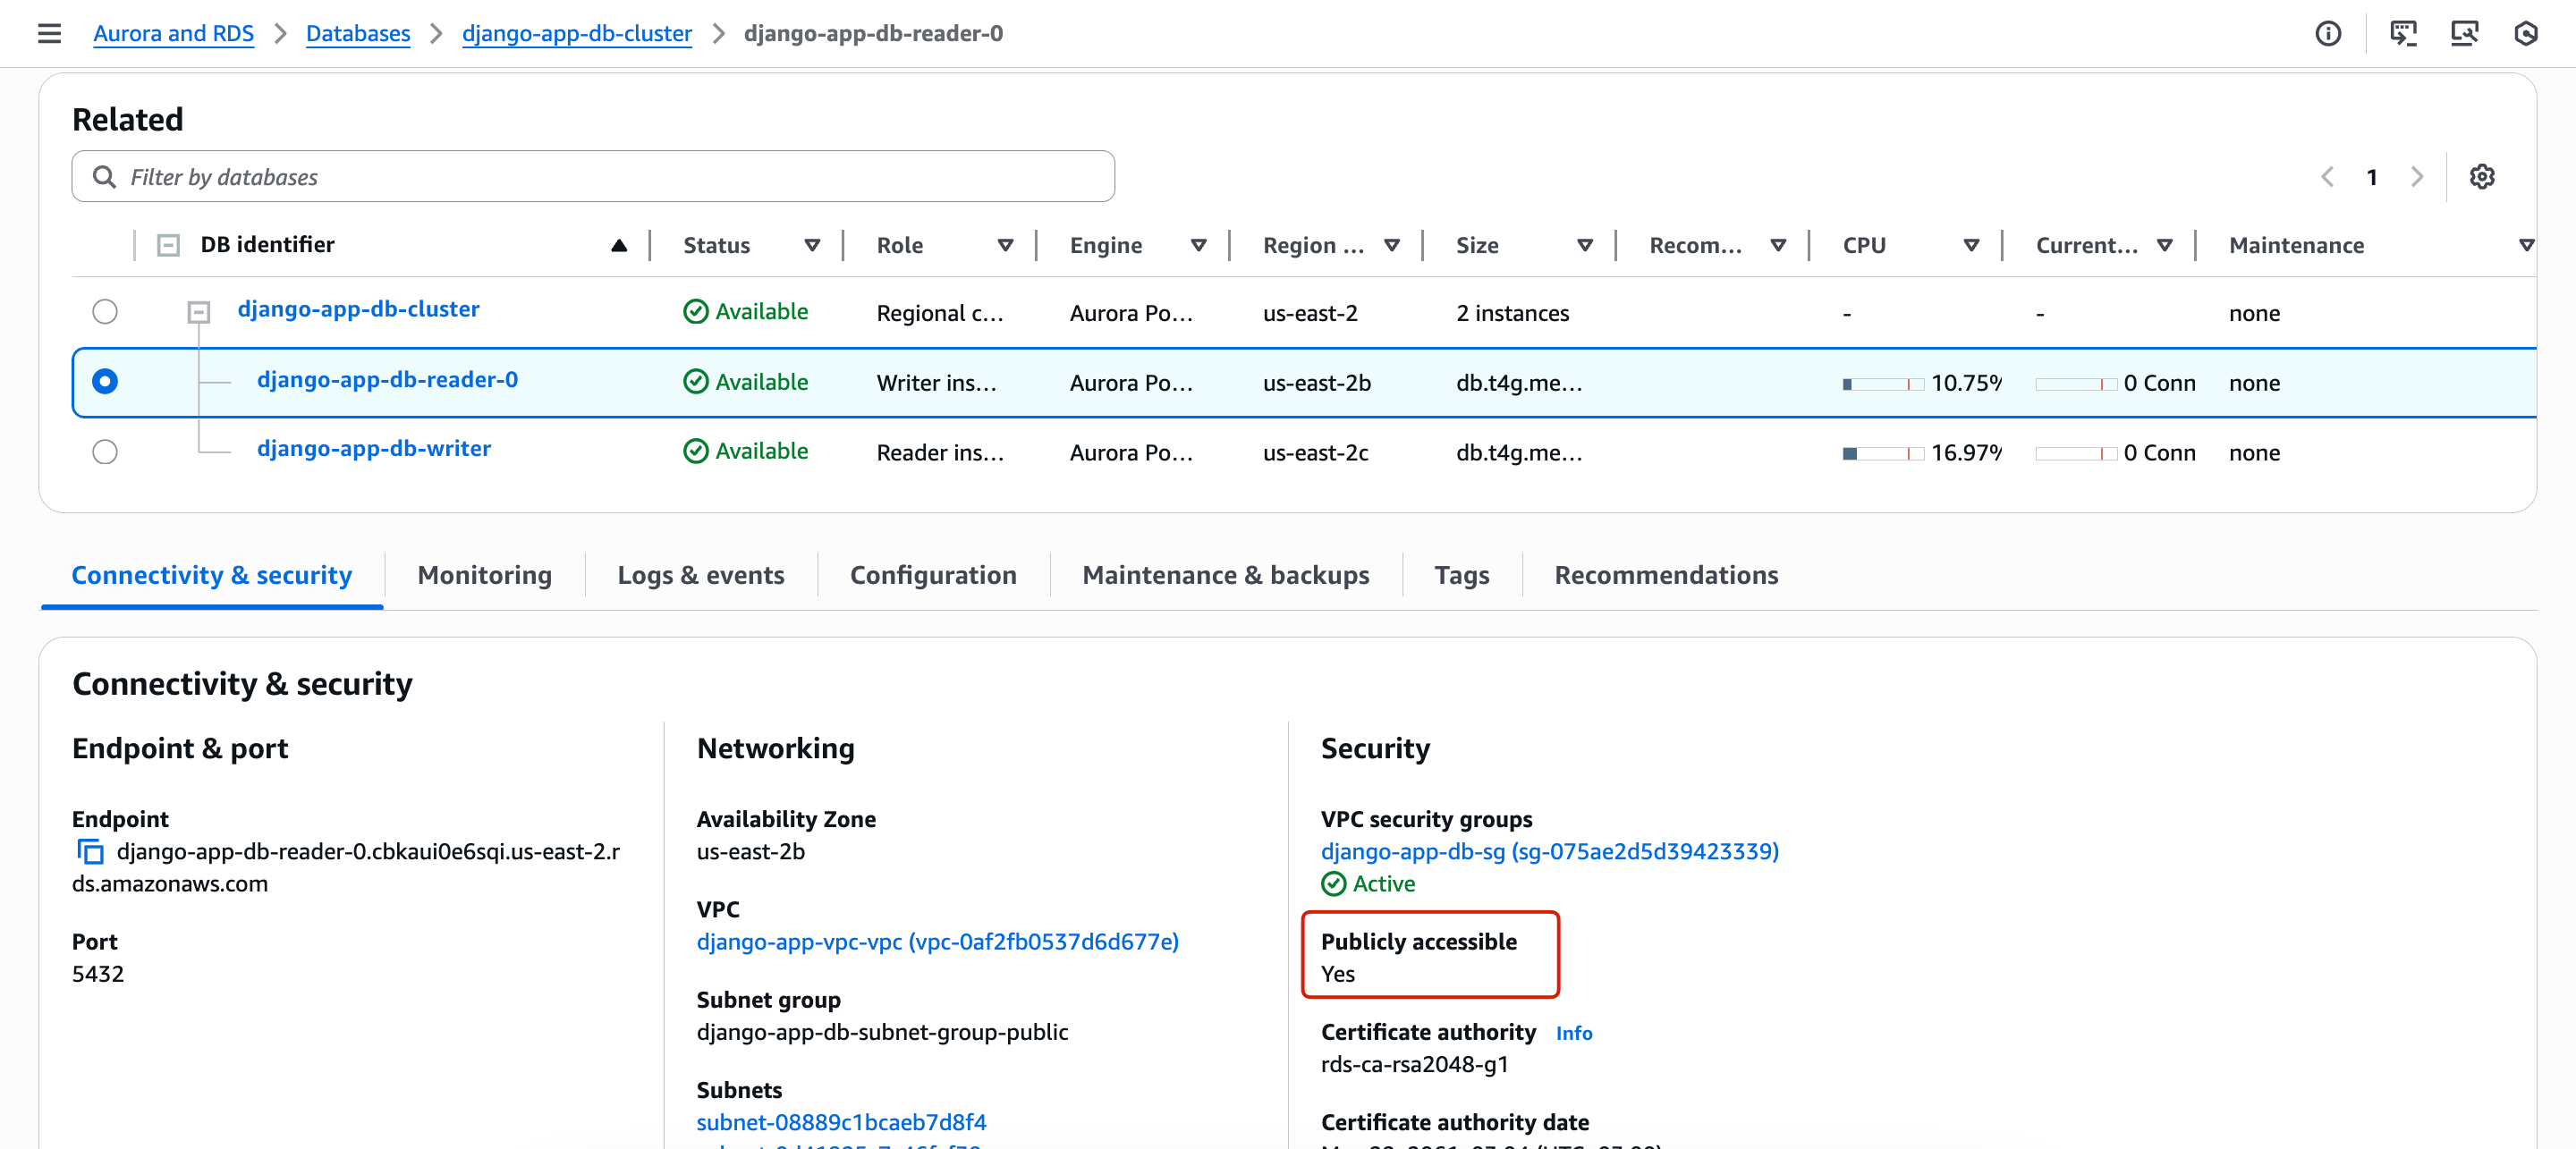 Aurora and RDS > Databases > django-app-db-cluster > django-app-db-reader-0
Related
Filter by databases
1
DB identifier Status Role Engine Region ... Size Recom... CPU Current... Maintenance
django-app-db-cluster Available Regional c... Aurora Po... us-east-2 2 instances - - none
django-app-db-reader-0 Available Writer ins... Aurora Po... us-east-2b db.t4g.me... 10.75% 0 Conn none
django-app-db-writer Available Reader ins... Aurora Po... us-east-2c db.t4g.me... 16.97% 0 Conn none
Connectivity & security Monitoring Logs & events Configuration Maintenance & backups Tags Recommendations
Connectivity & security
Endpoint & port
Endpoint
django-app-db-reader-0.cbkaui0e6sqi.us-east-2.r
ds.amazonaws.com
Port
5432
Networking
Availability Zone
us-east-2b
VPC
django-app-vpc-vpc (vpc-0af2fb0537d6d677e)
Subnet group
django-app-db-subnet-group-public
Subnets
subnet-08889c1bcaeb7d8f4
Security
VPC security groups
django-app-db-sg (sg-075ae2d5d39423339)
Active
Publicly accessible
Yes
Certificate authority Info
rds-ca-rsa2048-g1
Certificate authority date